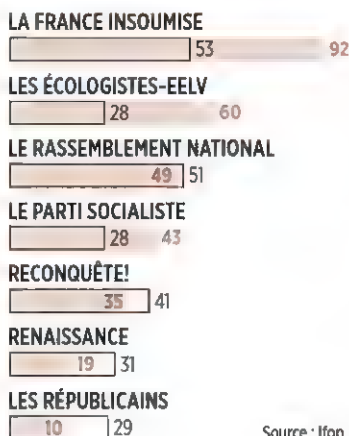 LA FRANCE INSOUMISE
53 92
LES ÉCOLOGISTES-EELV
28 60
LE RASSEMBLEMENT NATIONAL
49 51
LE PARTI SOCIALISTE
28 43
RECONQUÊTE!
35 41
RENAISSANCE
19 31
LES RÉPUBLICAINS
10 29 Source : Ifop